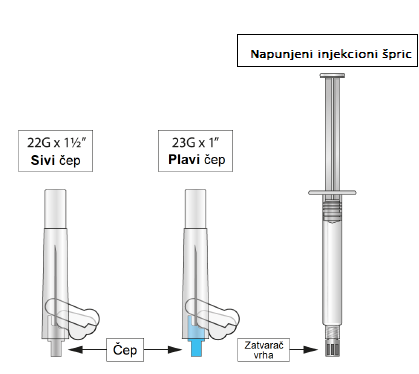 Napunjeni injekcioni špric
22G x 1½”
Sivi čep
23G x 1”
Plavi čep
Čep
Zatvarač
vrha